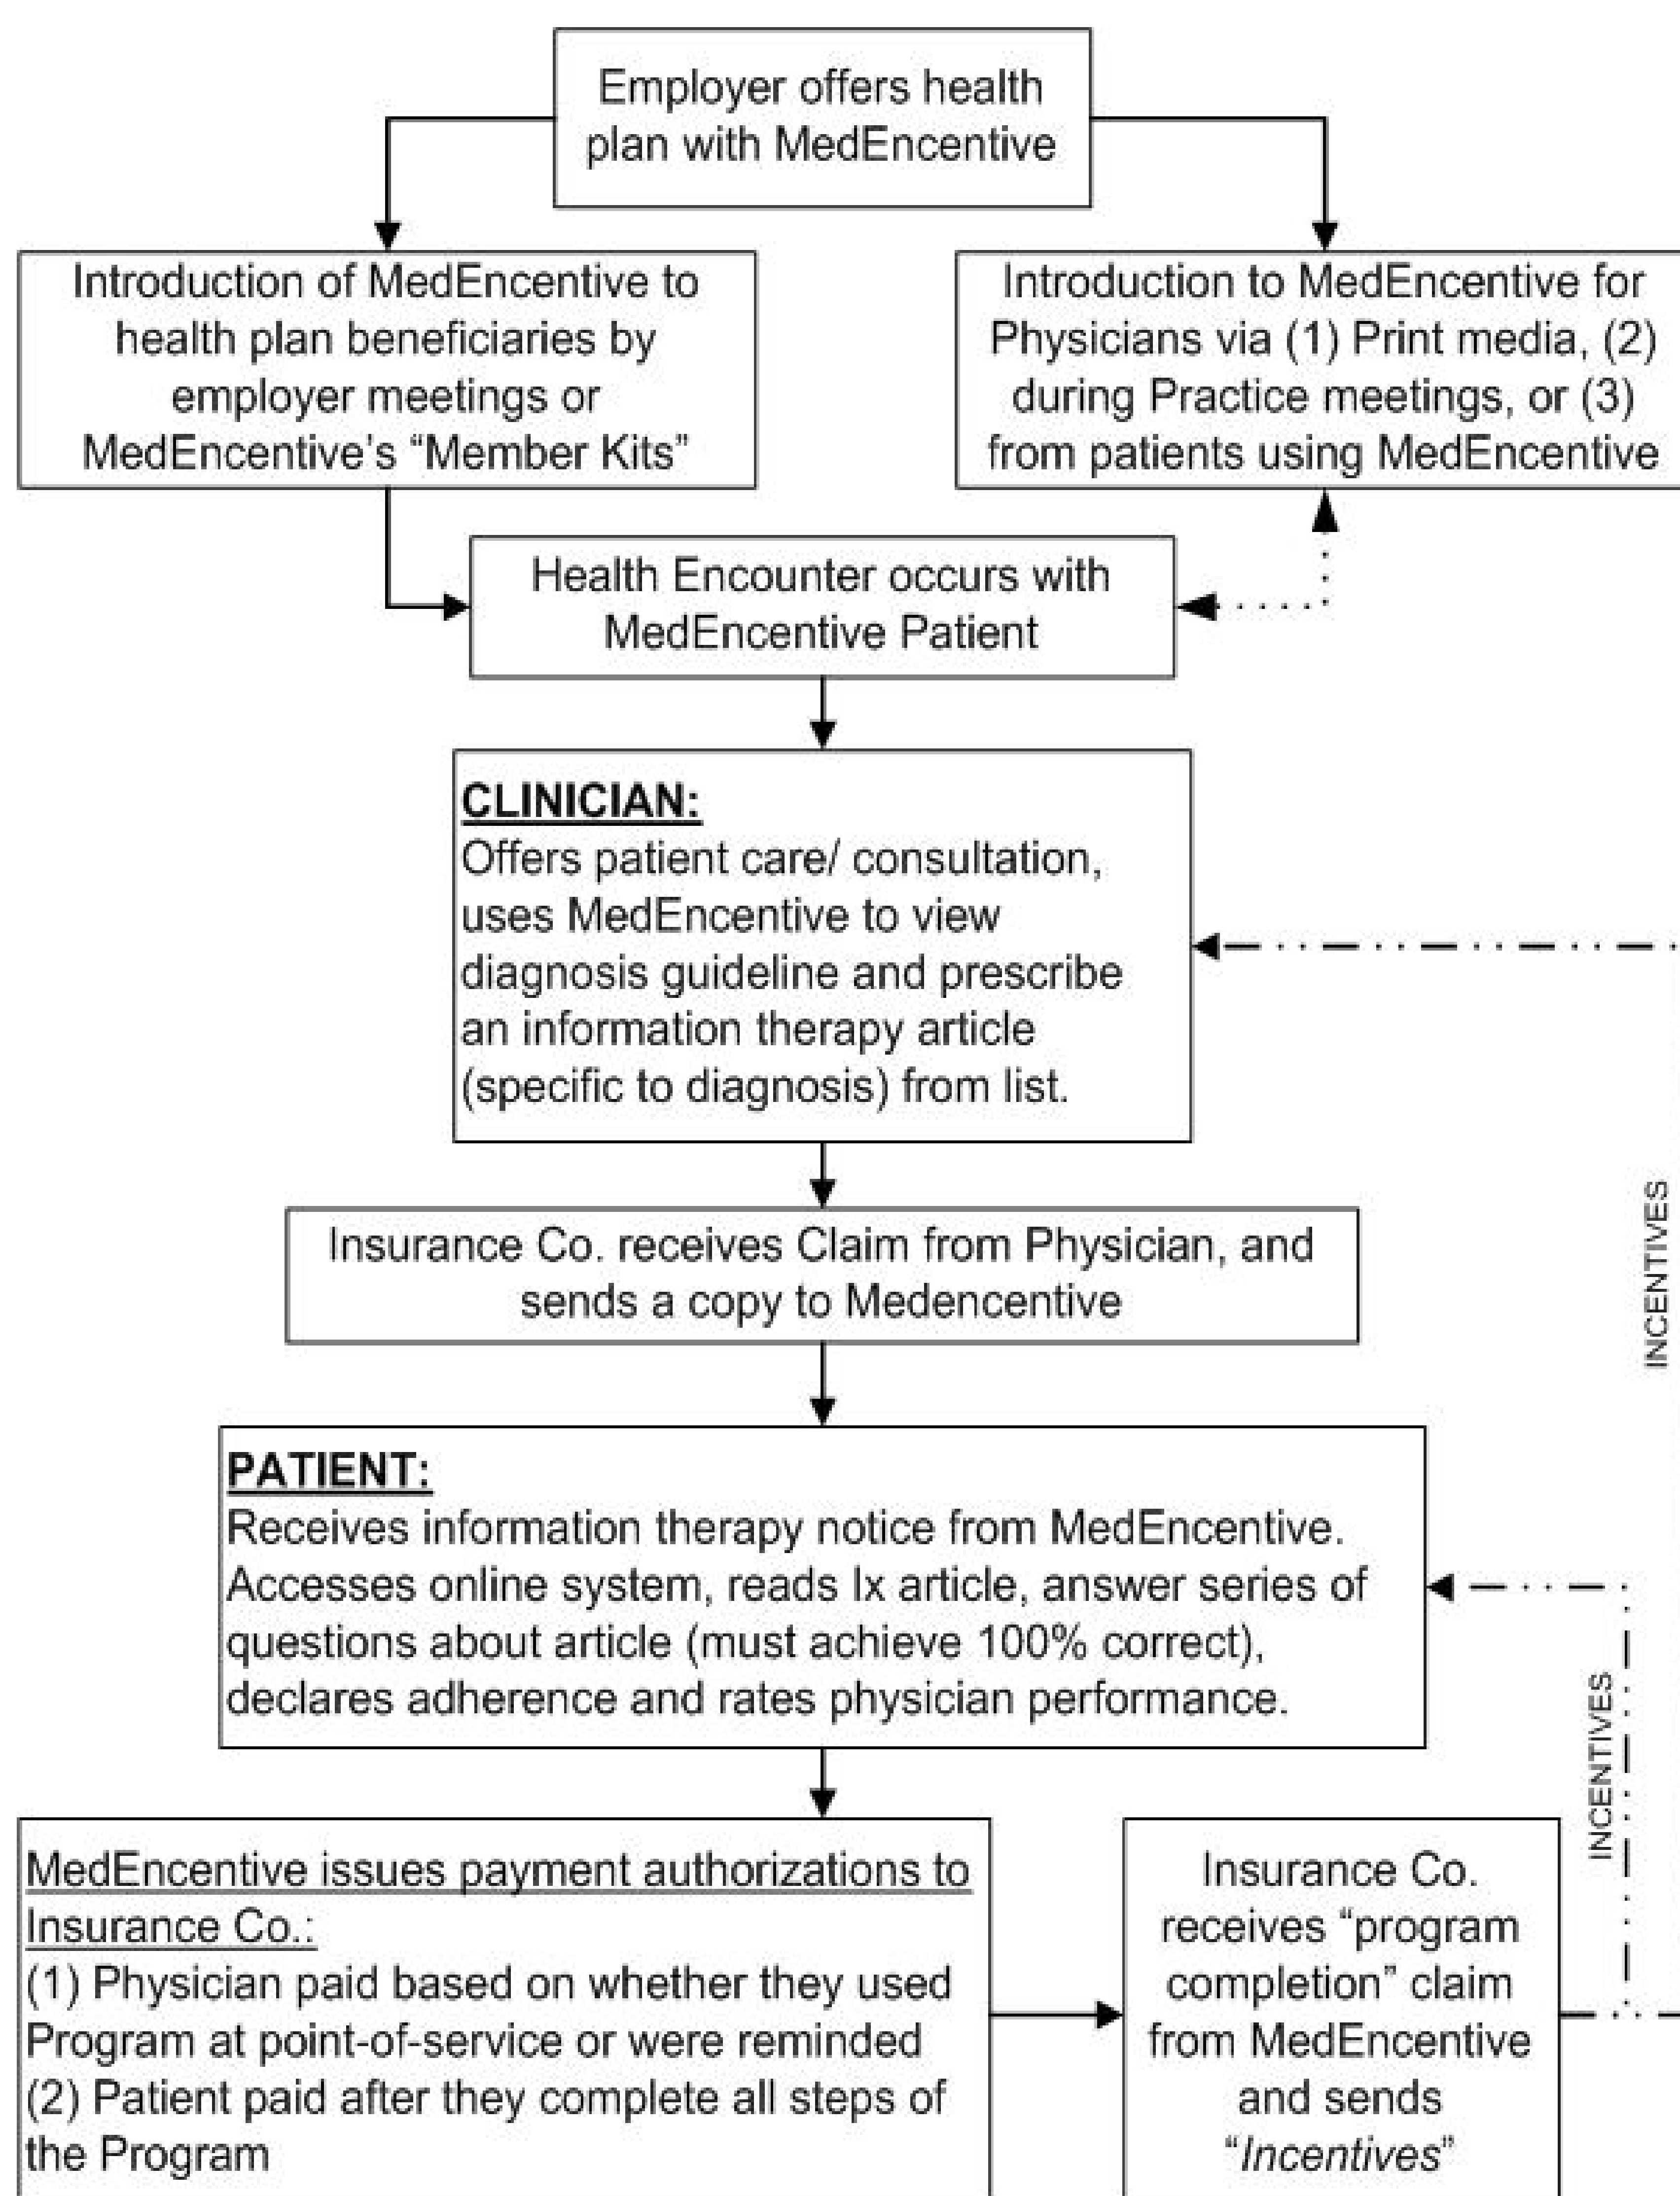 Employer offers health
plan with MedEncentive
Introduction of MedEncentive to
health plan beneficiaries by
employer meetings or
MedEncentive's “Member Kits”
Introduction to MedEncentive for
Physicians via (1) Print media, (2)
during Practice meetings, or (3)
from patients using MedEncentive
Health Encounter occurs with
MedEncentive Patient
CLINICIAN:
Offers patient care/ consultation,
uses MedEncentive to view
diagnosis guideline and prescribe
an information therapy article
(specific to diagnosis) from list.
Insurance Co. receives Claim from Physician, and
sends a copy to Medencentive
INCENTIVES
PATIENT:
Receives information therapy notice from MedEncentive.
Accesses online system, reads Ix article, answer series of
questions about article (must achieve 100% correct),
declares adherence and rates physician performance.
INCENTIVES
MedEncentive issues payment authorizations to
Insurance Co.:
(1) Physician paid based on whether they used
Program at point-of-service or were reminded
(2) Patient paid after they complete all steps of
the Program
Insurance Co.
receives “program
completion” claim
from MedEncentive
and sends
“Incentives”